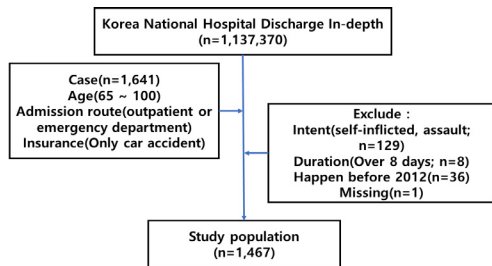 Korea National Hospital Discharge In-depth
(n=1,137,370)
Case(n=1,641)
Age(65 ~ 100)
Admission route(outpatient or
emergency department)
Insurance(Only car accident)
Exclude :
Intent(self-inflicted, assault;
n=129)
Duration(Over 8 days; n=8)
Happen before 2012(n=36)
Missing(n=1)
Study population
(n=1,467)